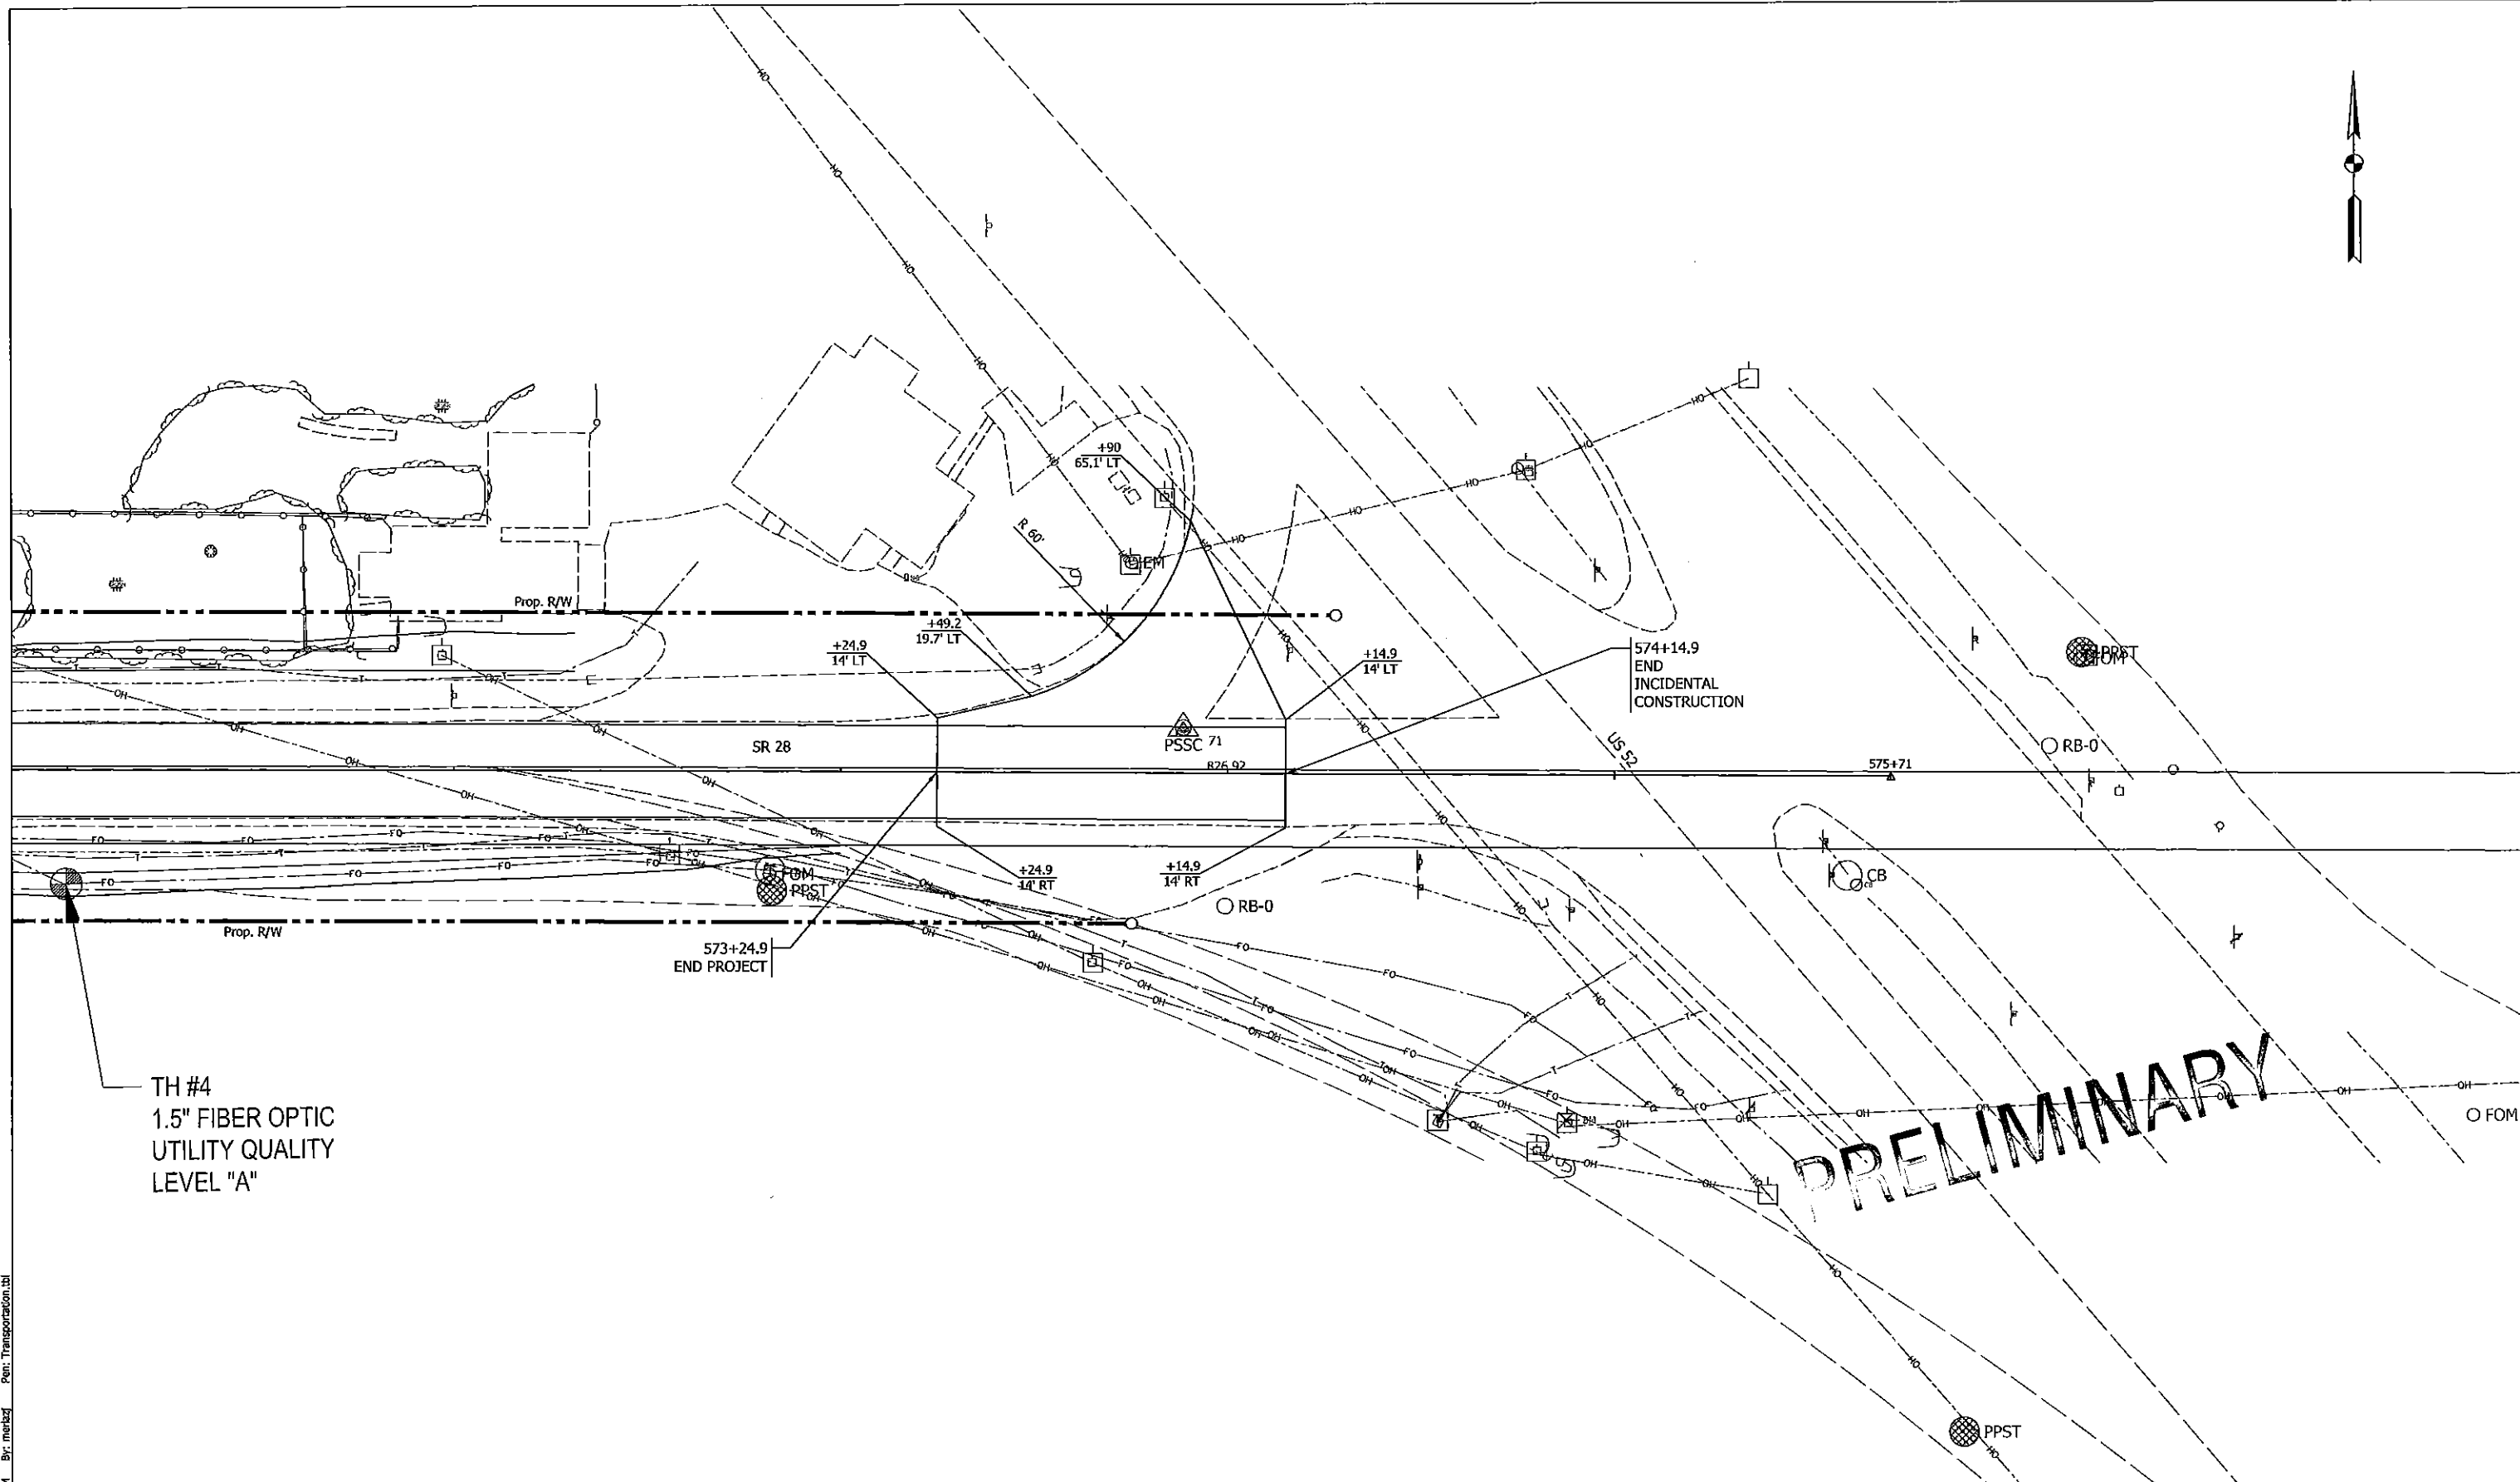 +90
65.1' LT
R 60'
EM
Prop. R/W
+49.2
19.7' LT
+24.9
14' LT
+14.9
14' LT
574+14.9
END
INCIDENTAL
CONSTRUCTION
PPST
FOM
SR 28
PSSC 71
826.92
US 52
575+71
RB-0
FOM
PPST
+24.9
14' RT
+14.9
14' RT
RB-0
CB
Prop. R/W
573+24.9
END PROJECT
TH #4
1.5" FIBER OPTIC
UTILITY QUALITY
LEVEL "A"
PRELIMINARY
FOM
PPST
Pen: Transportation.tbl
OH
FO
T